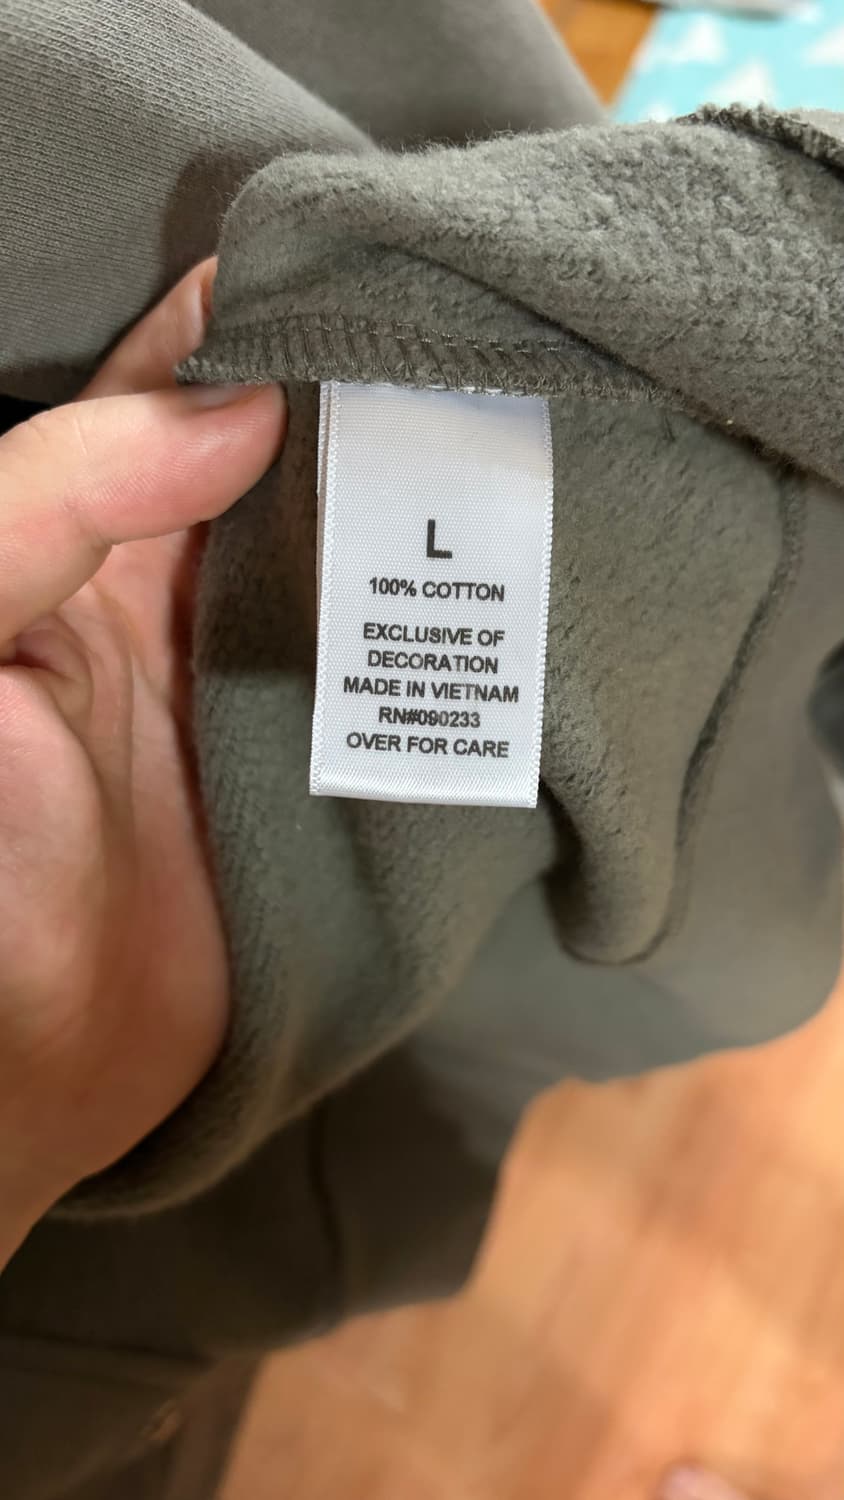 L
100% COTTON
EXCLUSIVE OF
DECORATION
MADE IN VIETNAM
RN#090233
OVER FOR CARE